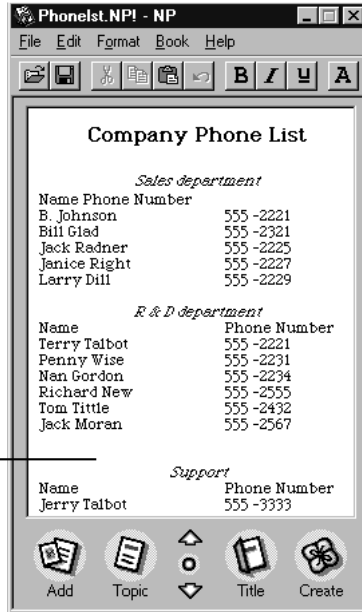 Phonelst.NP! - NP
File Edit Format Book Help
B I U A
Company Phone List
Sales department
Name Phone Number
B. Johnson 555 -2221
Bill Glad 555 -2321
Jack Radner 555 -2225
Janice Right 555 -2227
Larry Dill 555 -2229
R & D department
Name Phone Number
Terry Talbot 555 -2221
Penny Wise 555 -2231
Nan Gordon 555 -2234
Richard New 555 -2555
Tom Tittle 555 -2432
Jack Moran 555 -2567
Support
Name Phone Number
Jerry Talbot 555 -3333
Add Topic Title Create